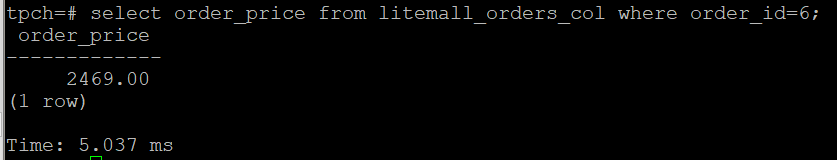 tpch=# select order_price from litemall_orders_col where order_id=6;
 order_price
-------------
     2469.00
(1 row)

Time: 5.037 ms